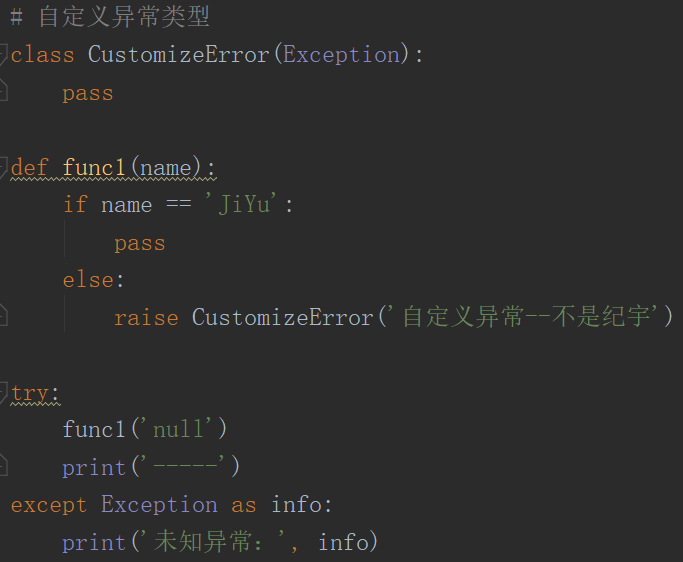 # 自定义异常类型
class CustomizeError(Exception):
    pass

def func1(name):
    if name == 'JiYu':
        pass
    else:
        raise CustomizeError('自定义异常--不是纪宇')

try:
    func1('null')
    print('-----')
except Exception as info:
    print('未知异常：', info)